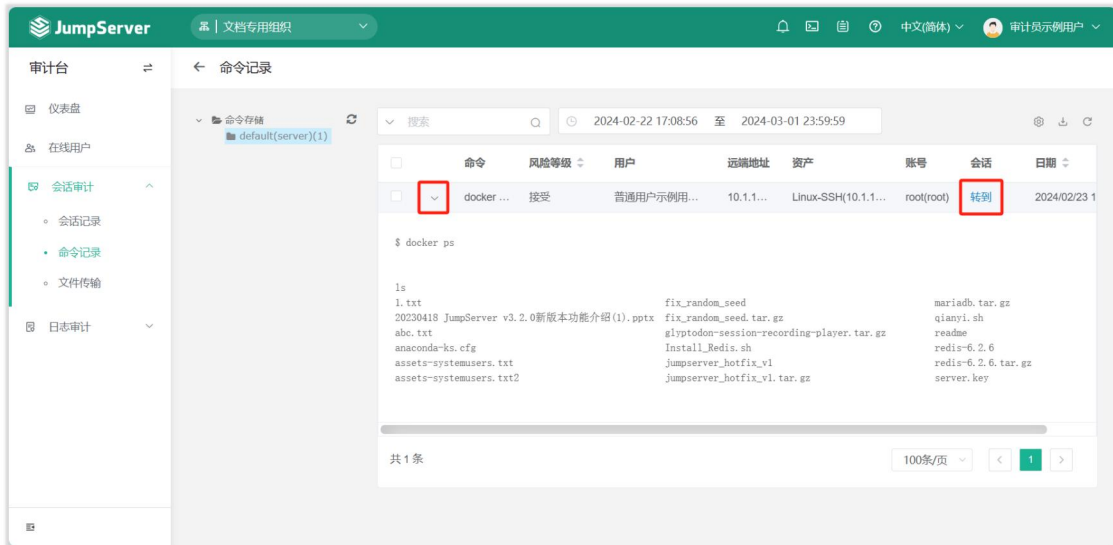 JumpServer 文档专用组织 中文(简体) 审计员示例用户
审计台 命令记录
仪表盘
在线用户
会话审计
会话记录
命令记录
文件传输
日志审计
命令存储
default(server)(1)
搜索 2024-02-22 17:08:56 至 2024-03-01 23:59:59
命令 风险等级 用户 远端地址 资产 账号 会话 日期
docker ... 接受 普通用户示例用... 10.1.1... Linux-SSH(10.1.1... root(root) 转到 2024/02/23 1
$ docker ps
ls
1.txt fix_random_seed mariadb.tar.gz
20230418 JumpServer v3.2.0新版本功能介绍(1).pptx fix_random_seed.tar.gz qianyi.sh
abc.txt glyptodon-session-recording-player.tar.gz readme
anaconda-ks.cfg Install_Redis.sh redis-6.2.6
assets-systemusers.txt jumpserver_hotfix_v1 redis-6.2.6.tar.gz
assets-systemusers.txt2 jumpserver_hotfix_v1.tar.gz server.key
共 1 条 100条/页 1